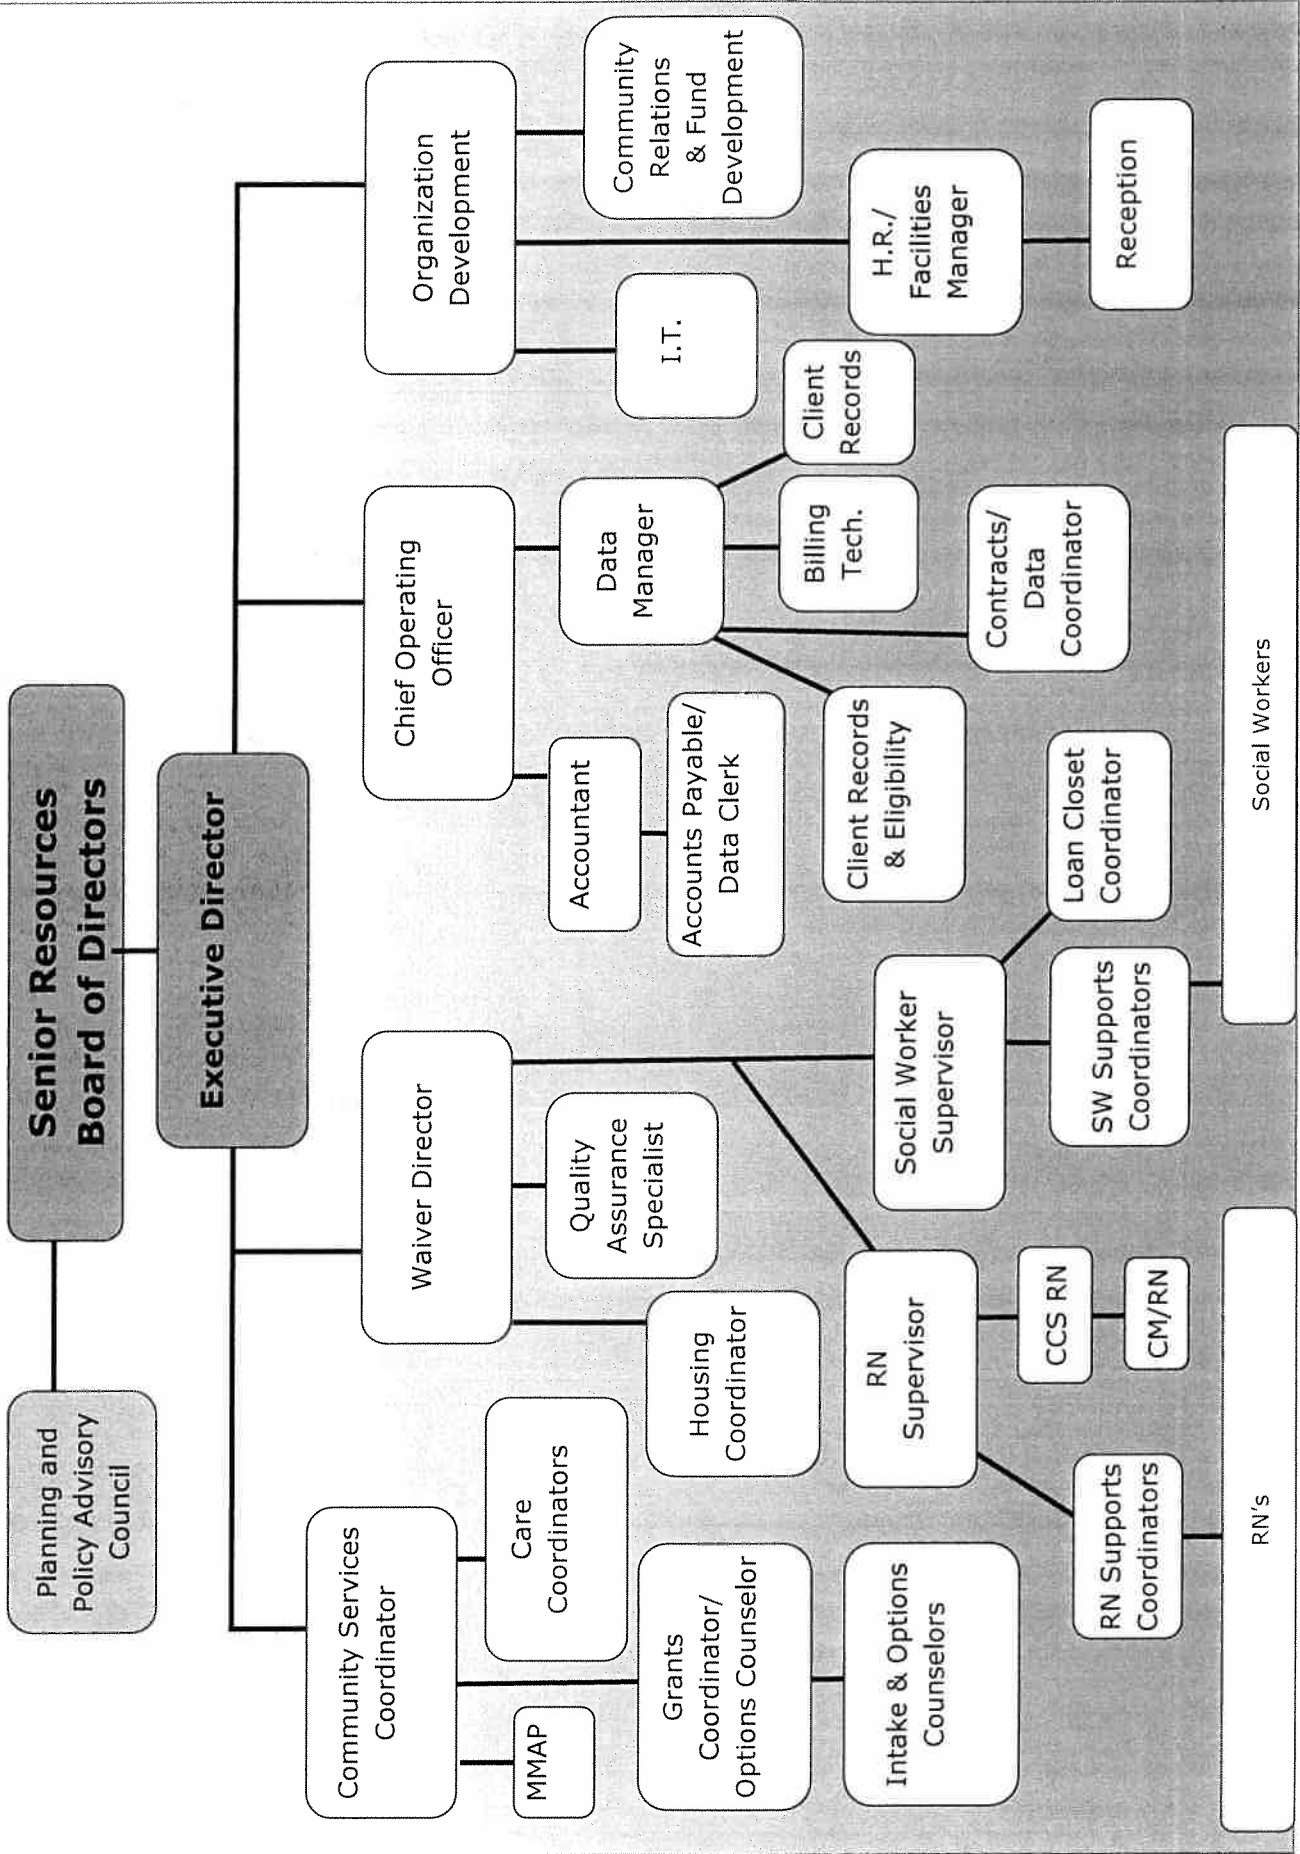 Senior Resources
Board of Directors
Planning and
Policy Advisory
Council
Executive Director
Community Services
Coordinator
Waiver Director
Chief Operating
Officer
Organization
Development
MMAP
Care
Coordinators
Grants
Coordinator/
Options Counselor
Intake & Options
Counselors
Housing
Coordinator
Quality
Assurance
Specialist
RN
Supervisor
Social Worker
Supervisor
RN Supports
Coordinators
CCS RN
CM/RN
SW Supports
Coordinators
Loan Closet
Coordinator
RN's
Social Workers
Accountant
Accounts Payable/
Data Clerk
Data
Manager
Client Records
& Eligibility
Contracts/
Data
Coordinator
Billing
Tech.
Client
Records
I.T.
H.R./
Facilities
Manager
Reception
Community
Relations
& Fund
Development